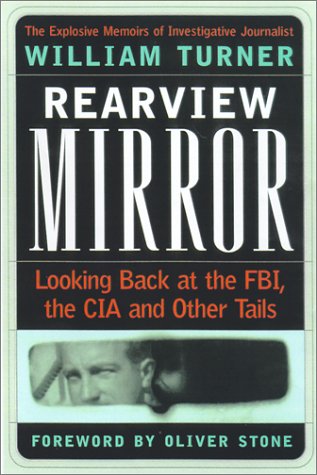 The Explosive Memoirs of Investigative Journalist
WILLIAM TURNER
REARVIEW
MIRROR
Looking Back at the FBI,
the CIA and Other Tails
FOREWORD BY OLIVER STONE